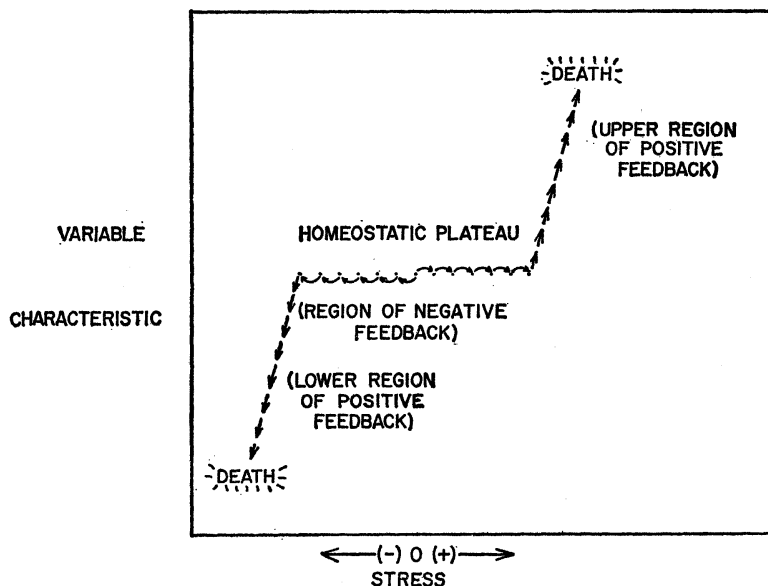 DEATH
(UPPER REGION
OF POSITIVE
FEEDBACK)
VARIABLE
CHARACTERISTIC
HOMEOSTATIC PLATEAU
(REGION OF NEGATIVE
FEEDBACK)
(LOWER REGION
OF POSITIVE
FEEDBACK)
DEATH
(-) 0 (+)
STRESS